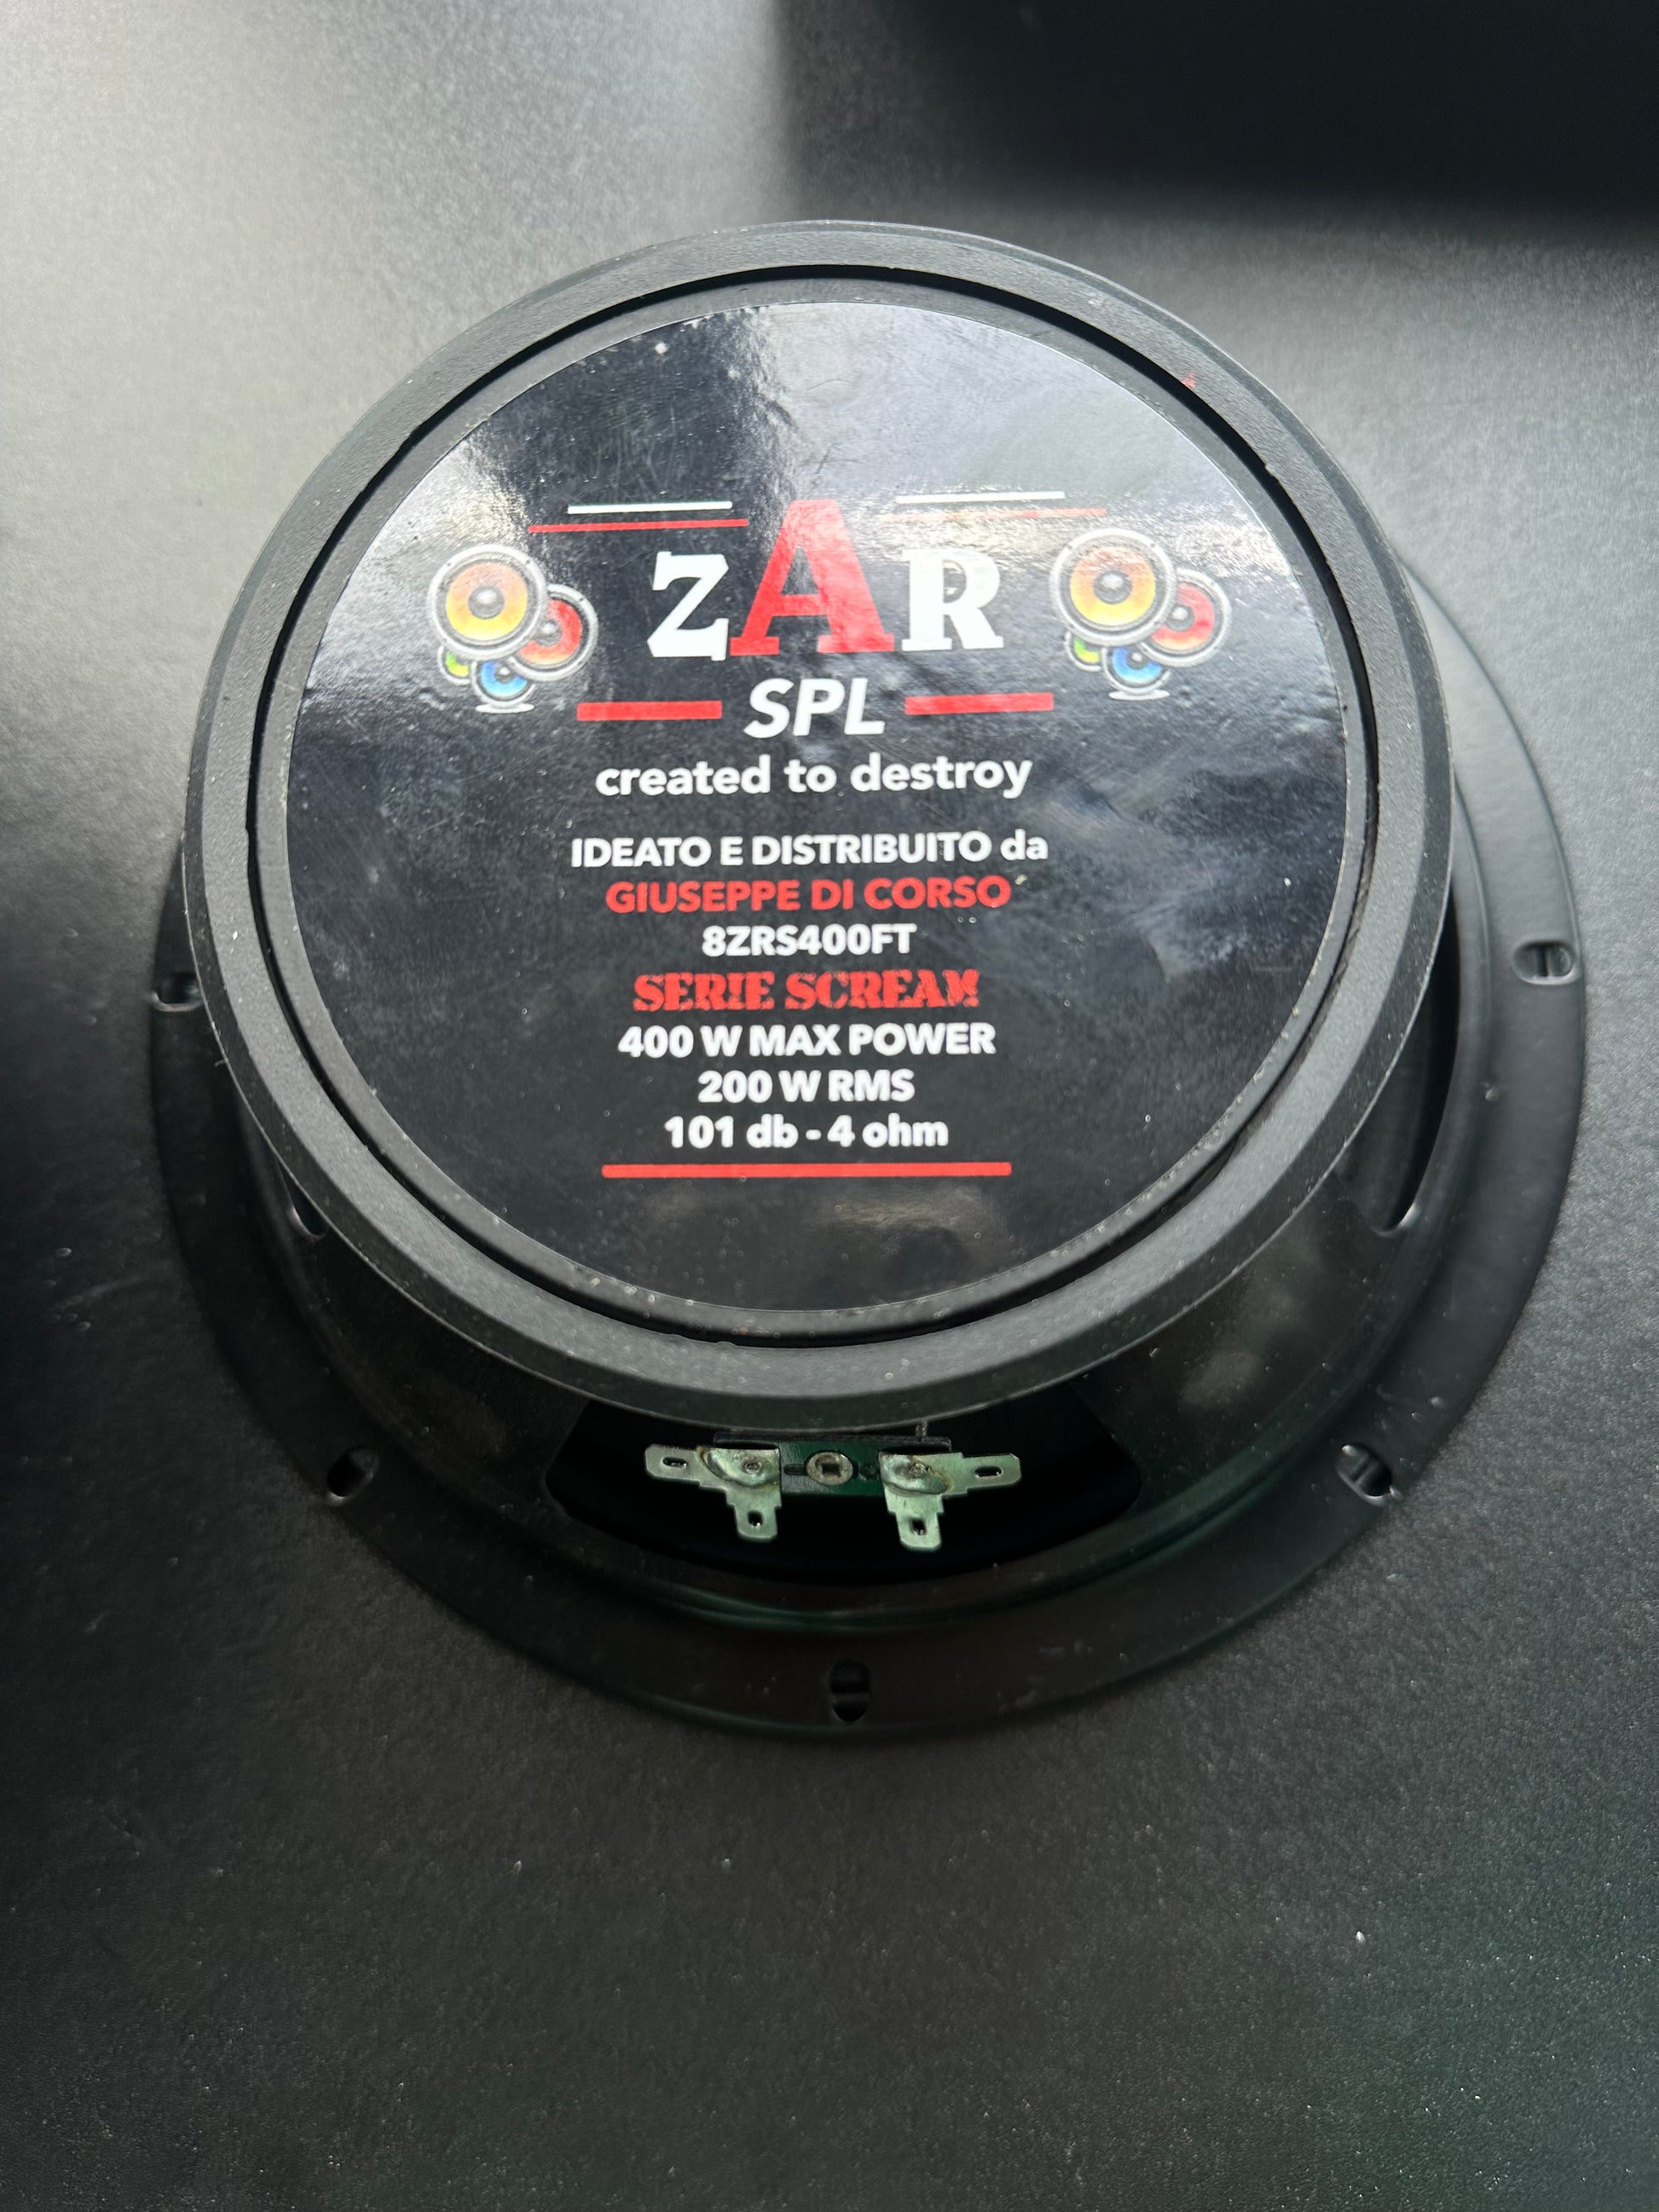 ZAR
SPL
created to destroy
IDEATO E DISTRIBUITO da
GIUSEPPE DI CORSO
8ZRS400FT
SERIE SCREAM
400 W MAX POWER
200 W RMS
101 db - 4 ohm